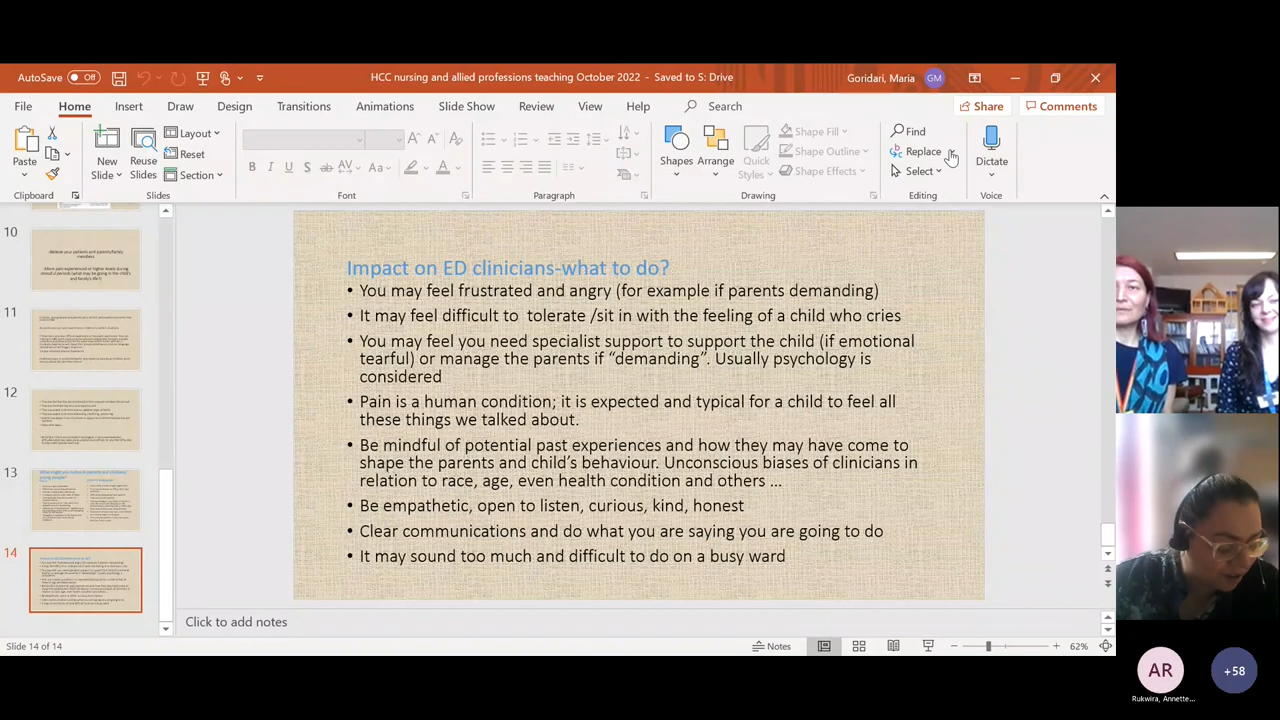 AutoSave Off
HCC nursing and allied professions teaching October 2022 - Saved to S: Drive
Goridari, Maria GM
File Home Insert Draw Design Transitions Animations Slide Show Review View Help Search
Share Comments
Paste
New
Slide
Reuse
Slides
Layout
Reset
Section
Shapes
Arrange
Quick
Styles
Shape Fill
Shape Outline
Shape Effects
Find
Replace
Select
Dictate
Clipboard Slides Font Paragraph Drawing Editing Voice
10
11
12
13
14
Impact on ED clinicians-what to do?
• You may feel frustrated and angry (for example if parents demanding)
• It may feel difficult to tolerate /sit in with the feeling of a child who cries
• You may feel you need specialist support to support the child (if emotional
tearful) or manage the parents if “demanding”. Usually psychology is
considered
• Pain is a human condition; it is expected and typical for a child to feel all
these things we talked about.
• Be mindful of potential past experiences and how they may have come to
shape the parents and child’s behaviour. Unconscious biases of clinicians in
relation to race, age, even health condition and others …
• Be empathetic, open to listen, curious, kind, honest
• Clear communications and do what you are saying you are going to do
• It may sound too much and difficult to do on a busy ward
Click to add notes
Slide 14 of 14
Notes
62%
AR
Rukwira, Annette...
+58